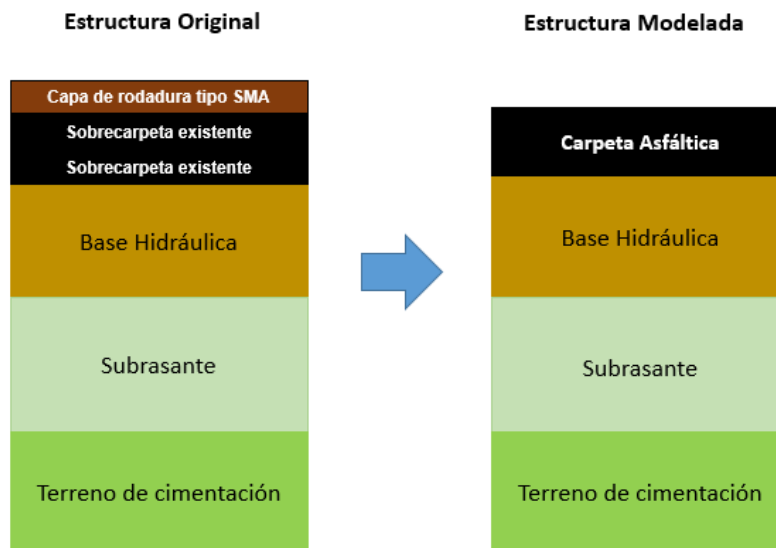 Estructura Original
Capa de rodadura tipo SMA
Sobrecarpeta existente
Sobrecarpeta existente
Base Hidráulica
Subrasante
Terreno de cimentación
Estructura Modelada
Carpeta Asfáltica
Base Hidráulica
Subrasante
Terreno de cimentación